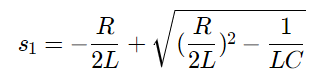 $s_1 = -\frac{R}{2L} + \sqrt{(\frac{R}{2L})^2 - \frac{1}{LC}}$